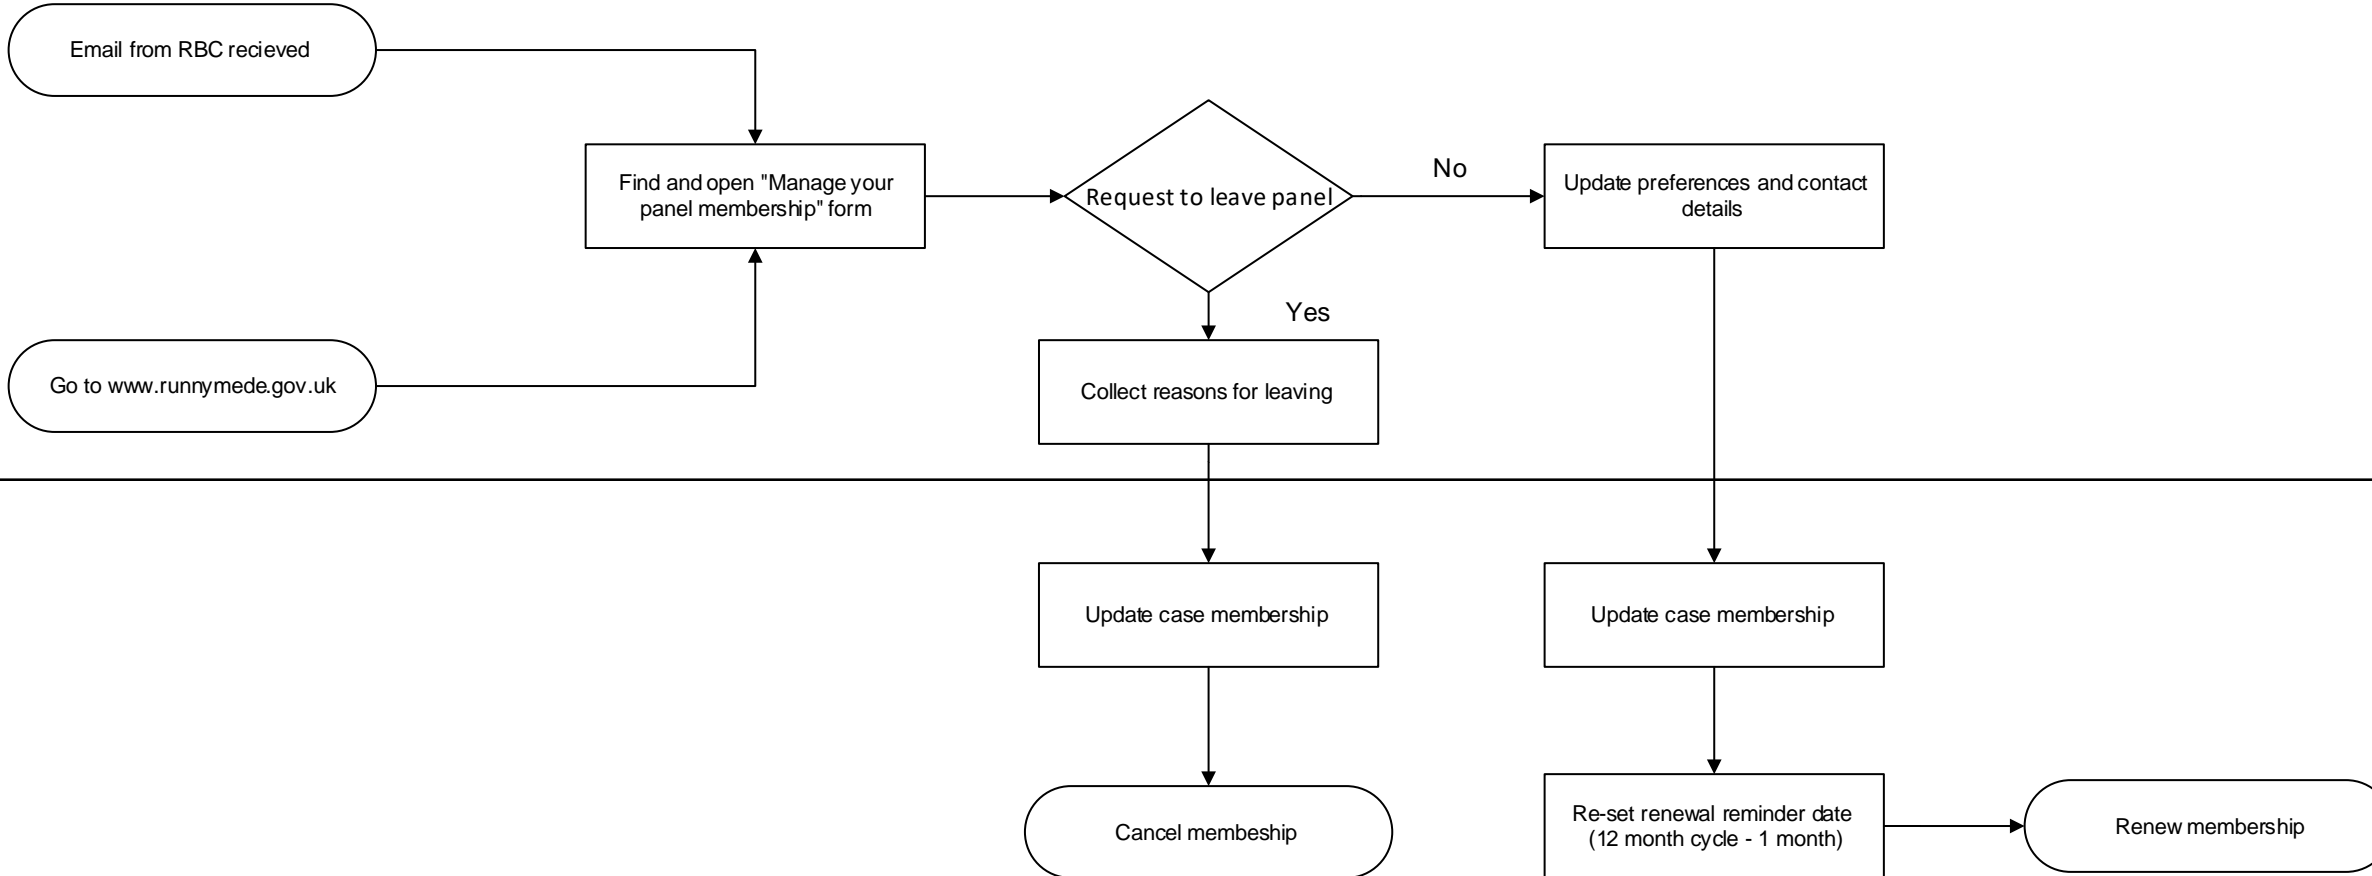 Email from RBC recieved
Find and open "Manage your
panel membership" form
Request to leave panel
No
Update preferences and contact
details
Yes
Go to www.runnymede.gov.uk
Collect reasons for leaving
Update case membership
Update case membership
Cancel membeship
Re-set renewal reminder date
(12 month cycle - 1 month)
Renew membership